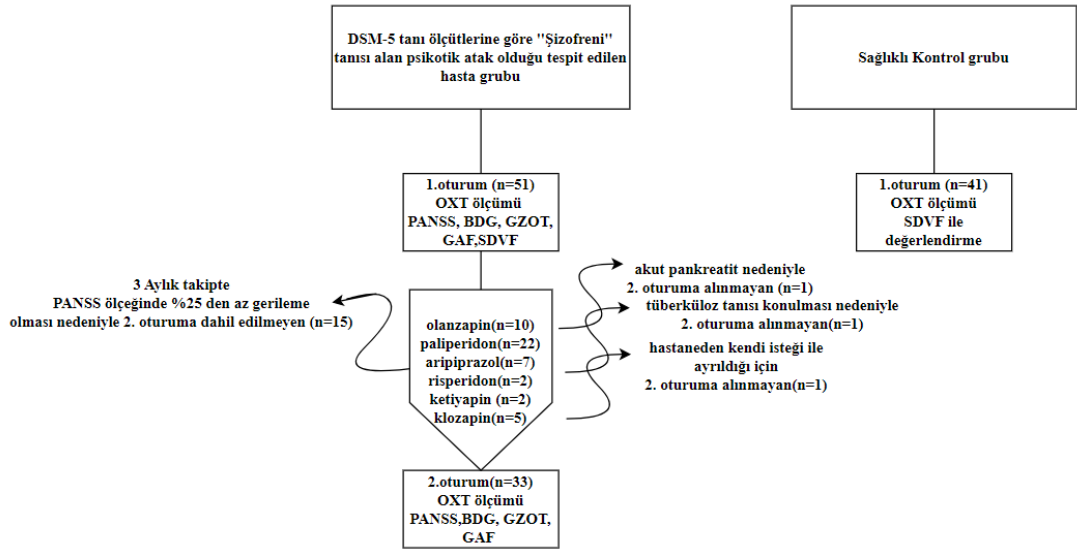 DSM-5 tanı ölçütlerine göre "Şizofreni"
tanısı alan psikotik atak olduğu tespit edilen
hasta grubu
Sağlıklı Kontrol grubu
1.oturum (n=51)
OXT ölçümü
PANSS, BDG, GZOT,
GAF,SDVF
1.oturum (n=41)
OXT ölçümü
SDVF ile
değerlendirme
3 Aylık takipte
PANSS ölçeğinde %25 den az gerileme
olması nedeniyle 2. oturuma dahil edilmeyen (n=15)
olanzapin(n=10)
paliperidon(n=22)
aripiprazol(n=7)
risperidon(n=2)
ketiyapin (n=2)
klozapin(n=5)
akut pankreatit nedeniyle
2. oturuma alınmayan (n=1)
tüberküloz tanısı konulması nedeniyle
2. oturuma alınmayan(n=1)
hastaneden kendi isteği ile
ayrıldığı için
2. oturuma alınmayan(n=1)
2.oturum(n=33)
OXT ölçümü
PANSS,BDG, GZOT,
GAF